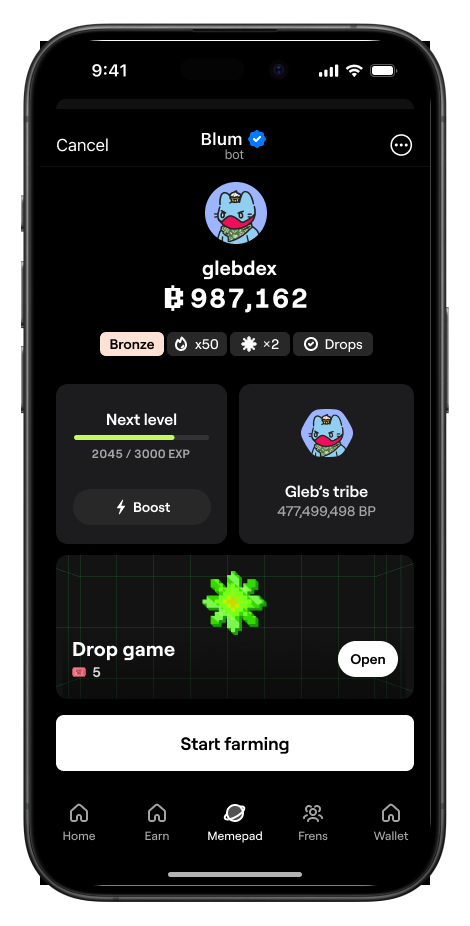 9:41
Cancel
Blum
bot
glebdex
987,162
Bronze x50 ×2 Drops
Next level
2045 / 3000 EXP
Boost
Gleb’s tribe
477,499,498 BP
Drop game
5
Open
Start farming
Home Earn Memepad Frens Wallet